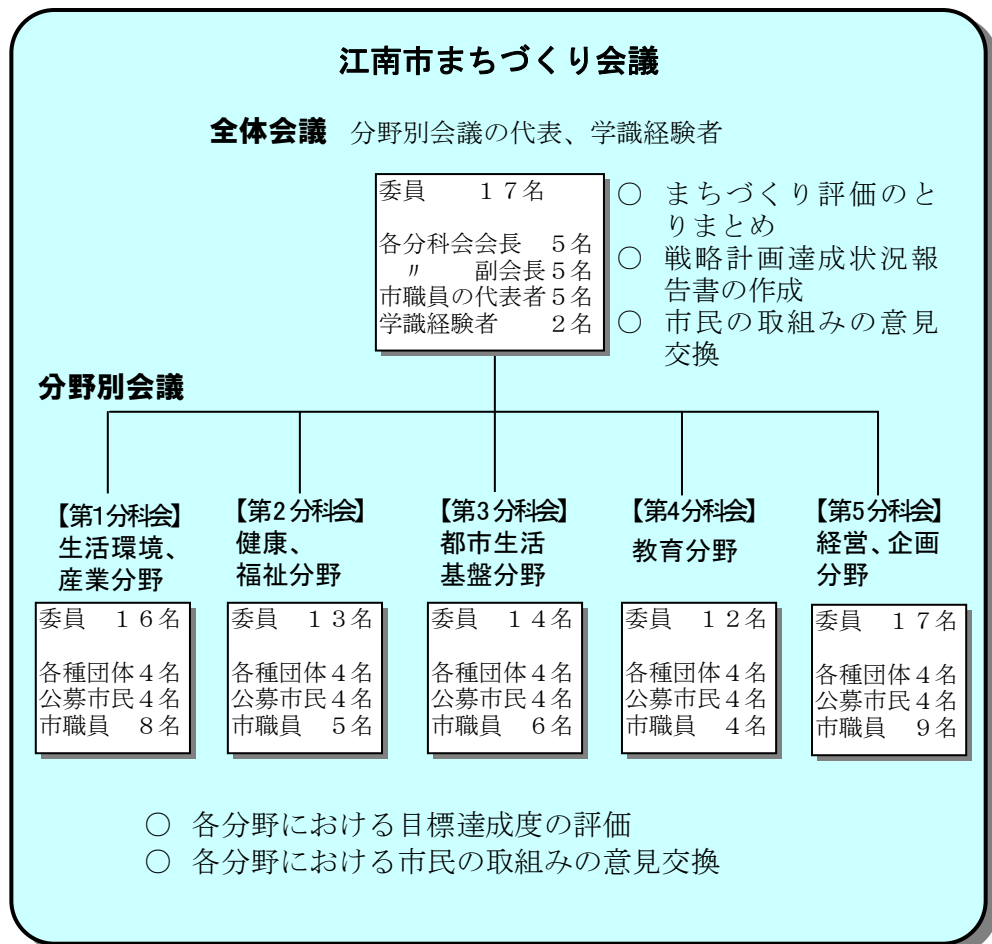 江南市まちづくり会議
全体会議 分野別会議の代表、学識経験者
委員 17名
各分科会会長 5名
〃 副会長5名
市職員の代表者5名
学識経験者 2名
○ まちづくり評価のと
りまとめ
○ 戦略計画達成状況報
告書の作成
○ 市民の取組みの意見
交換
分野別会議
【第1分科会】
生活環境、
産業分野
委員 16名
各種団体4名
公募市民4名
市職員 8名
【第2分科会】
健康、
福祉分野
委員 13名
各種団体4名
公募市民4名
市職員 5名
【第3分科会】
都市生活
基盤分野
委員 14名
各種団体4名
公募市民4名
市職員 6名
【第4分科会】
教育分野
委員 12名
各種団体4名
公募市民4名
市職員 4名
【第5分科会】
経営、企画
分野
委員 17名
各種団体4名
公募市民4名
市職員 9名
○ 各分野における目標達成度の評価
○ 各分野における市民の取組みの意見交換